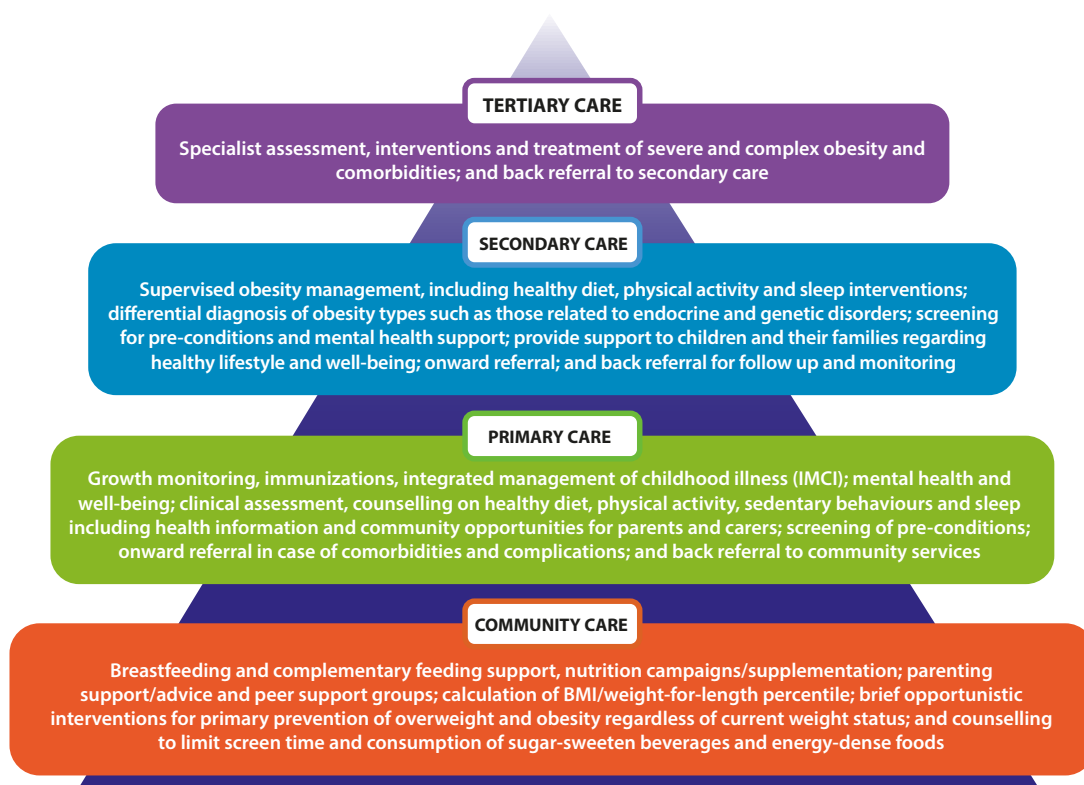 TERTIARY CARE
Specialist assessment, interventions and treatment of severe and complex obesity and
comorbidities; and back referral to secondary care
SECONDARY CARE
Supervised obesity management, including healthy diet, physical activity and sleep interventions;
differential diagnosis of obesity types such as those related to endocrine and genetic disorders; screening
for pre-conditions and mental health support; provide support to children and their families regarding
healthy lifestyle and well-being; onward referral; and back referral for follow up and monitoring
PRIMARY CARE
Growth monitoring, immunizations, integrated management of childhood illness (IMCI); mental health and
well-being; clinical assessment, counselling on healthy diet, physical activity, sedentary behaviours and sleep
including health information and community opportunities for parents and carers; screening of pre-conditions;
onward referral in case of comorbidities and complications; and back referral to community services
COMMUNITY CARE
Breastfeeding and complementary feeding support, nutrition campaigns/supplementation; parenting
support/advice and peer support groups; calculation of BMI/weight-for-length percentile; brief opportunistic
interventions for primary prevention of overweight and obesity regardless of current weight status; and counselling
to limit screen time and consumption of sugar-sweeten beverages and energy-dense foods